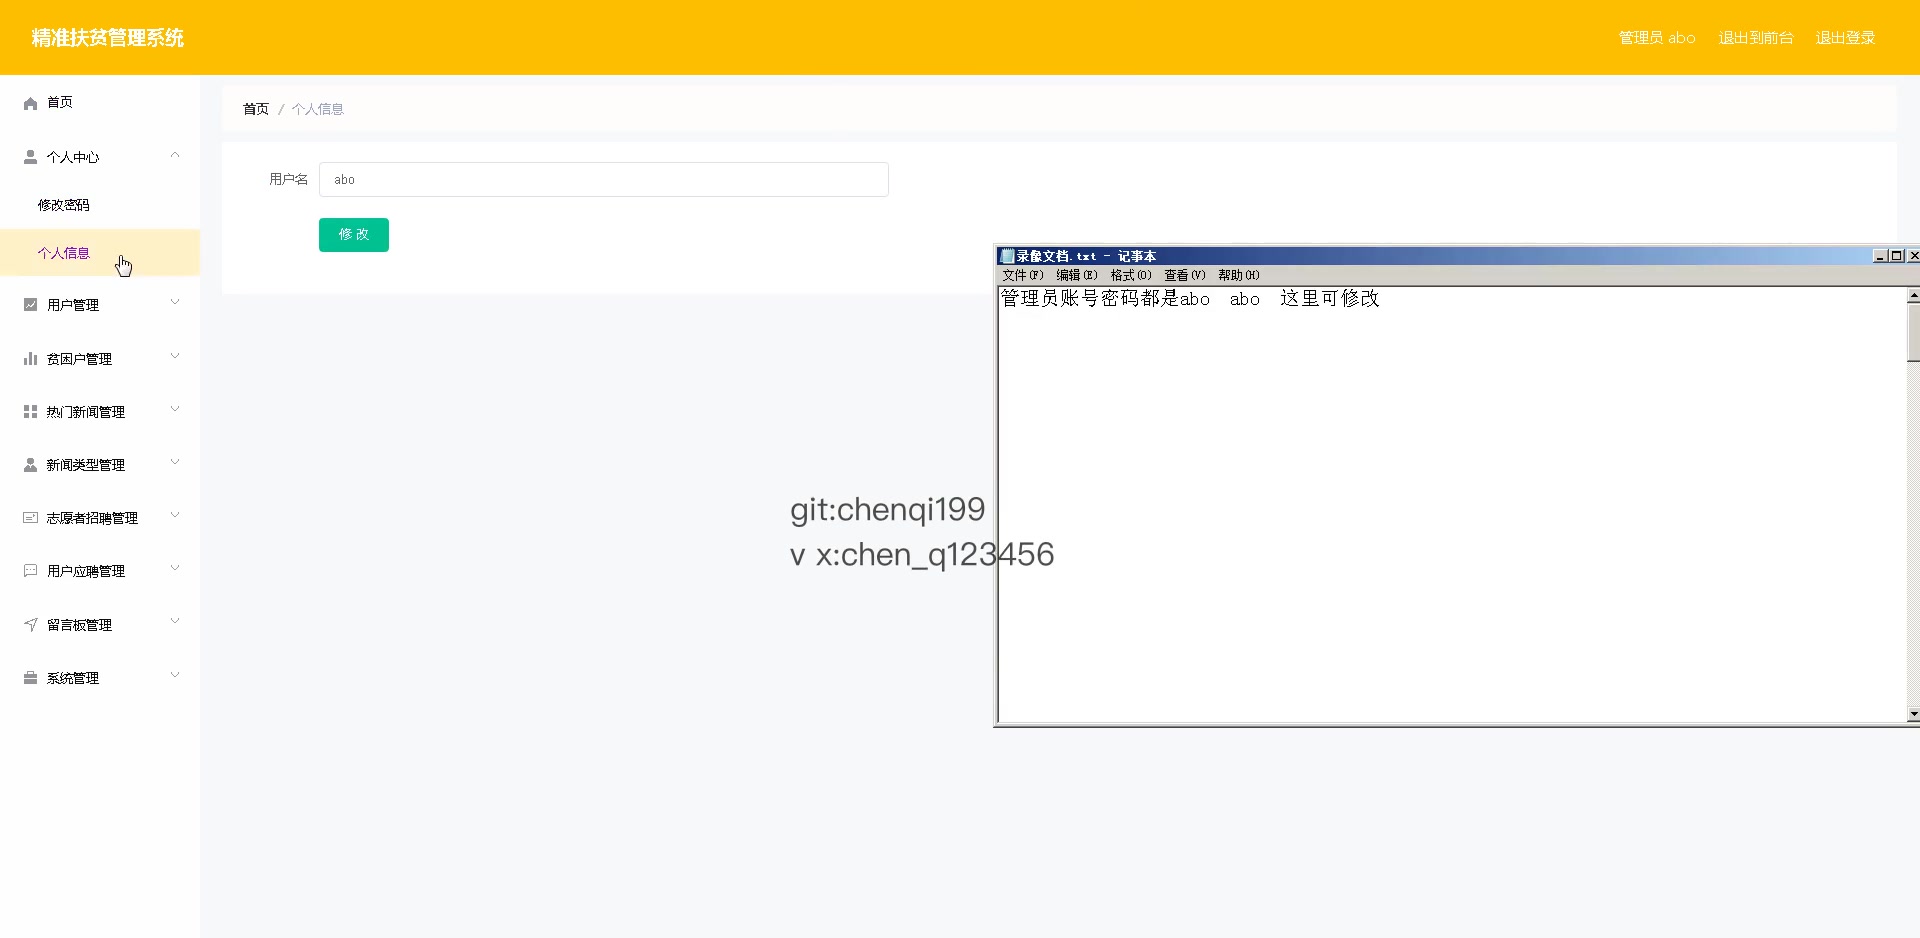 精准扶贫管理系统
管理员 abo 退出到前台 退出登录
首页
个人中心
修改密码
个人信息
用户管理
贫困户管理
热门新闻管理
新闻类型管理
志愿者招聘管理
用户应聘管理
留言板管理
系统管理
首页 / 个人信息
用户名 abo
修 改
录像文档.txt - 记事本
文件(F) 编辑(E) 格式(O) 查看(V) 帮助(H)
管理员账号密码都是abo abo 这里可修改
git:chenqi199
v x:chen_q123456